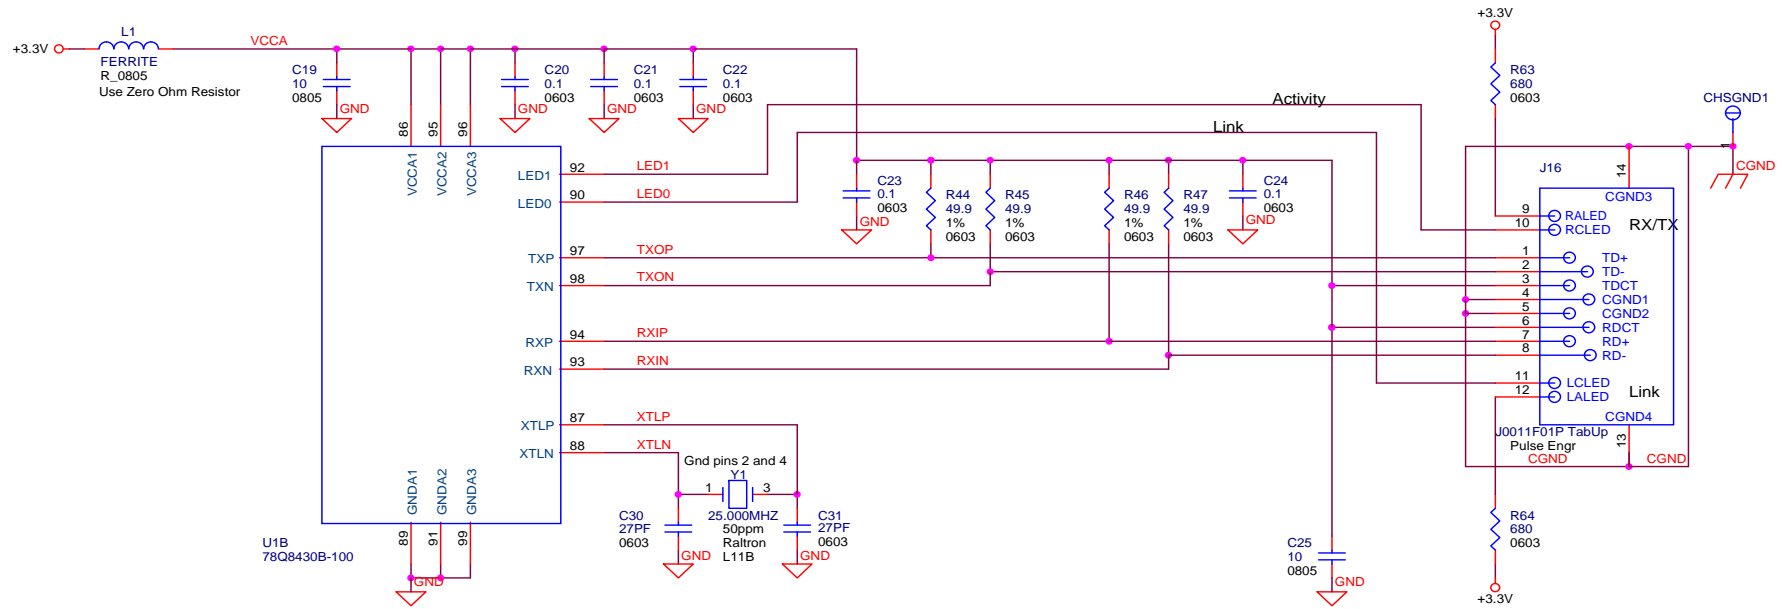 +3.3V
L1
FERRITE
R_0805
Use Zero Ohm Resistor
VCCA
C19
10
0805
GND
C20
0.1
0603
GND
C21
0.1
0603
GND
C22
0.1
0603
GND
Activity
Link
+3.3V
R63
680
0603
CHSGND1
1
CGND
86
95
96
VCCA1
VCCA2
VCCA3
LED1
92
LED1
LED0
90
LED0
TXP
97
TXOP
TXN
98
TXON
RXP
94
RXIP
RXN
93
RXIN
XTLP
87
XTLP
XTLN
88
XTLN
GNDA1
GNDA2
GNDA3
89
91
99
GND
U1B
78Q8430B-100
C23
0.1
0603
GND
R44
49.9
1%
0603
R45
49.9
1%
0603
R46
49.9
1%
0603
R47
49.9
1%
0603
C24
0.1
0603
GND
Gnd pins 2 and 4
Y1
1
3
25.000MHZ
50ppm
Raltron
L11B
C30
27PF
0603
GND
C31
27PF
0603
GND
C25
10
0805
GND
J16
14
CGND3
9
RALED
RX/TX
10
RCLED
1
TD+
2
TD-
3
TDCT
4
CGND1
5
CGND2
6
RDCT
7
RD+
8
RD-
11
LCLED
Link
12
LALED
CGND4
13
J0011F01P TabUp
Pulse Engr
CGND
CGND
R64
680
0603
+3.3V